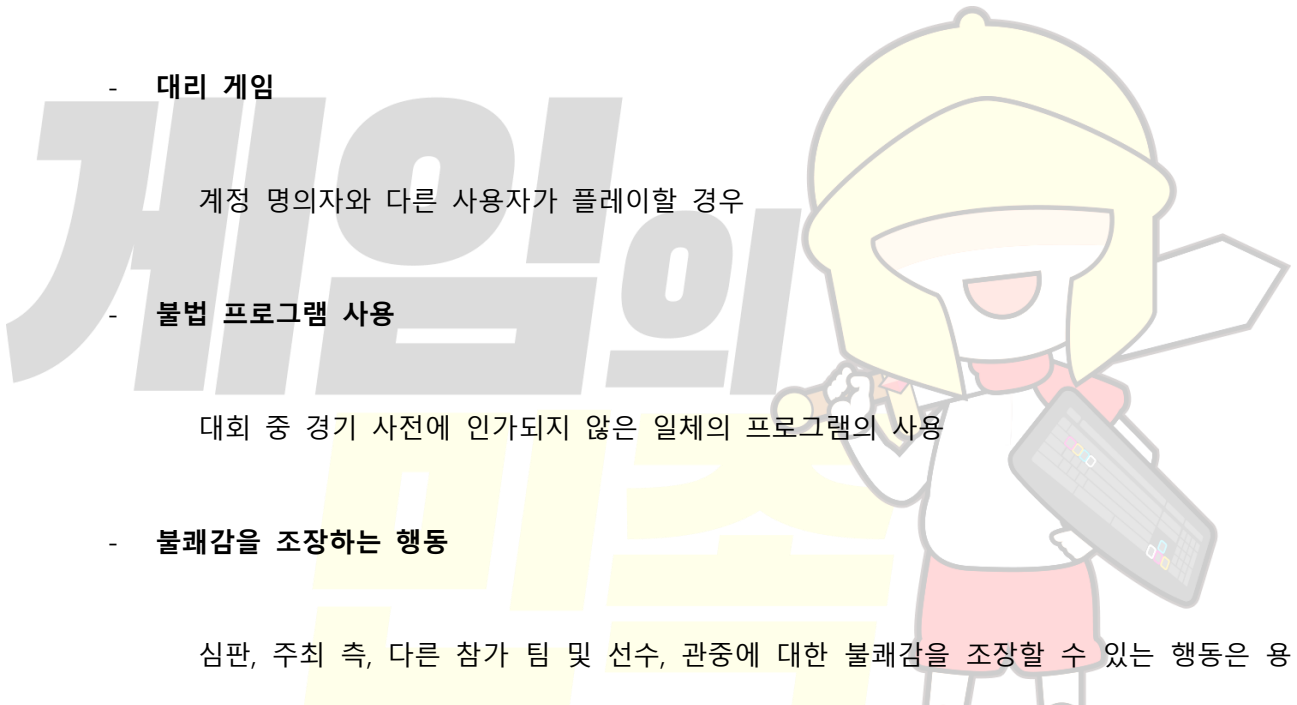 - 대리 게임
계정 명의자와 다른 사용자가 플레이할 경우
- 불법 프로그램 사용
대회 중 경기 사전에 인가되지 않은 일체의 프로그램의 사용
- 불쾌감을 조장하는 행동
심판, 주최 측, 다른 참가 팀 및 선수, 관중에 대한 불쾌감을 조장할 수 있는 행동은 용
게임의
민족